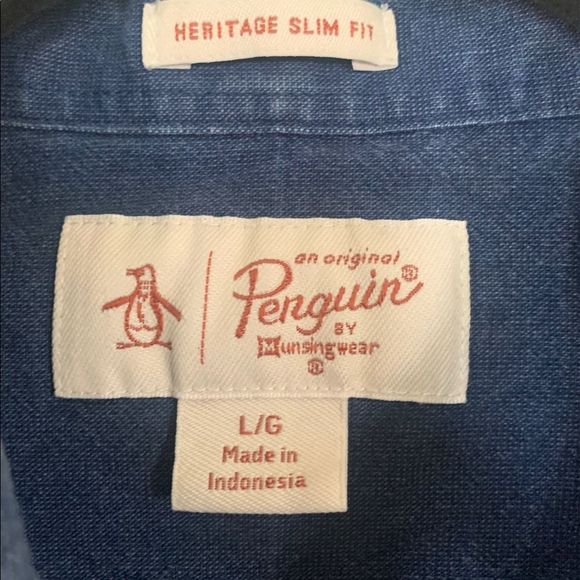 HERITAGE SLIM FIT
an original
Penguin®
BY
Munsingwear
®
L/G
Made in
Indonesia